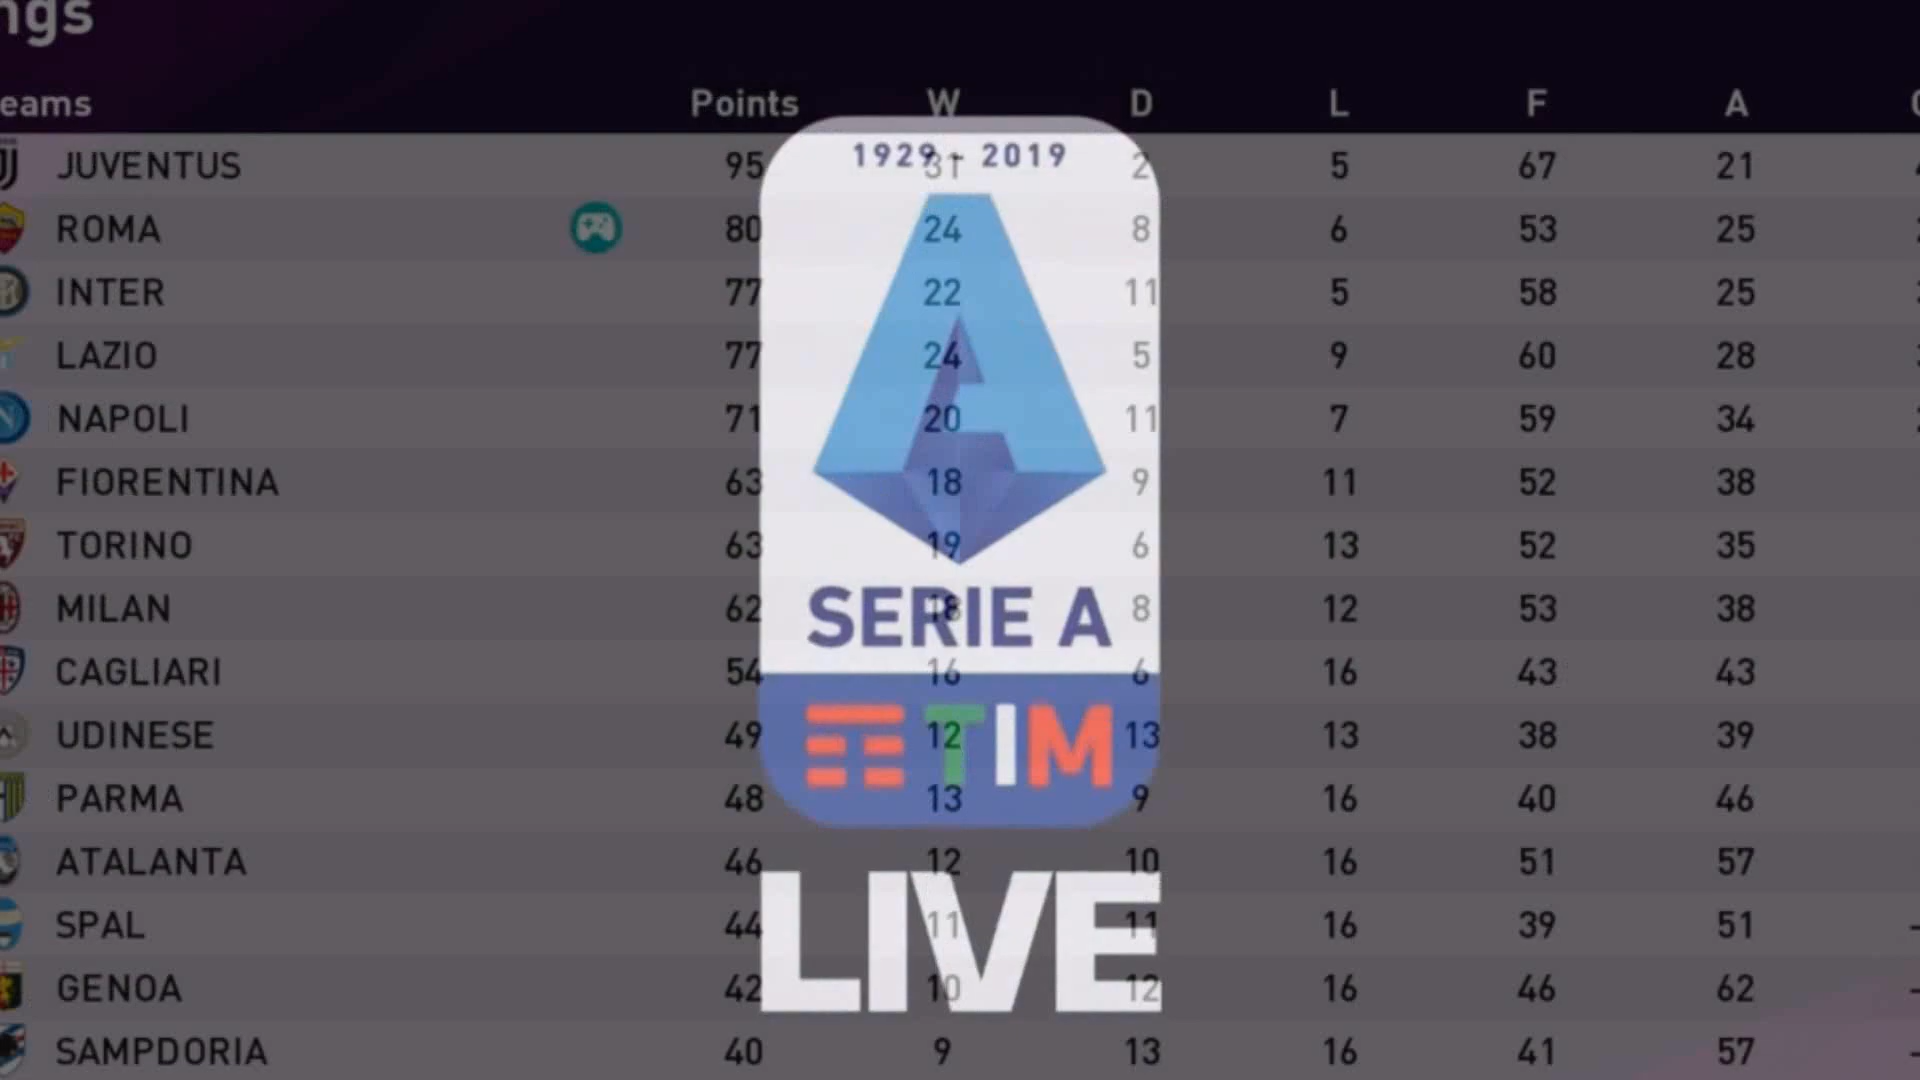 ngs
eams Points W D L F A
1929 - 2019
JUVENTUS 95 31 2 5 67 21
ROMA 80 24 8 6 53 25
INTER 77 22 11 5 58 25
LAZIO 77 24 5 9 60 28
NAPOLI 71 20 11 7 59 34
FIORENTINA 63 18 9 11 52 38
TORINO 63 19 6 13 52 35
MILAN 62 18 8 12 53 38
SERIE A
CAGLIARI 54 16 6 16 43 43
UDINESE 49 12 13 13 38 39
TIM
PARMA 48 13 9 16 40 46
ATALANTA 46 12 10 16 51 57
SPAL 44 11 11 16 39 51
LIVE
GENOA 42 10 12 16 46 62
SAMPDORIA 40 9 13 16 41 57